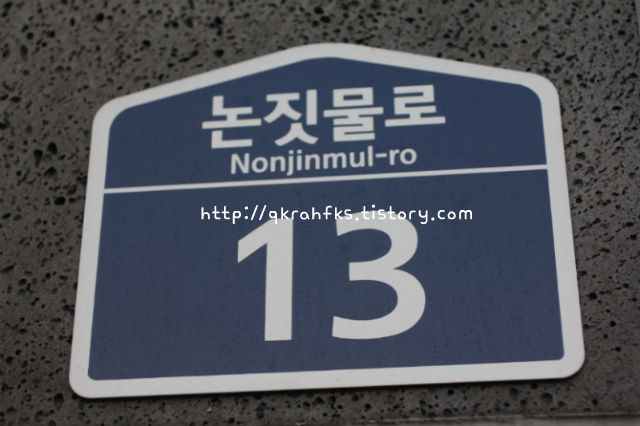 논짓물로
Nonjinmul-ro
http://qkrahfks.tistory.com
13